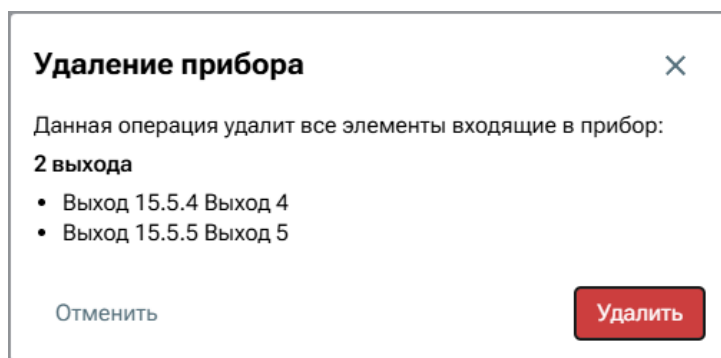 Удаление прибора
Данная операция удалит все элементы входящие в прибор:
2 выхода
• Выход 15.5.4 Выход 4
• Выход 15.5.5 Выход 5
Отменить
Удалить